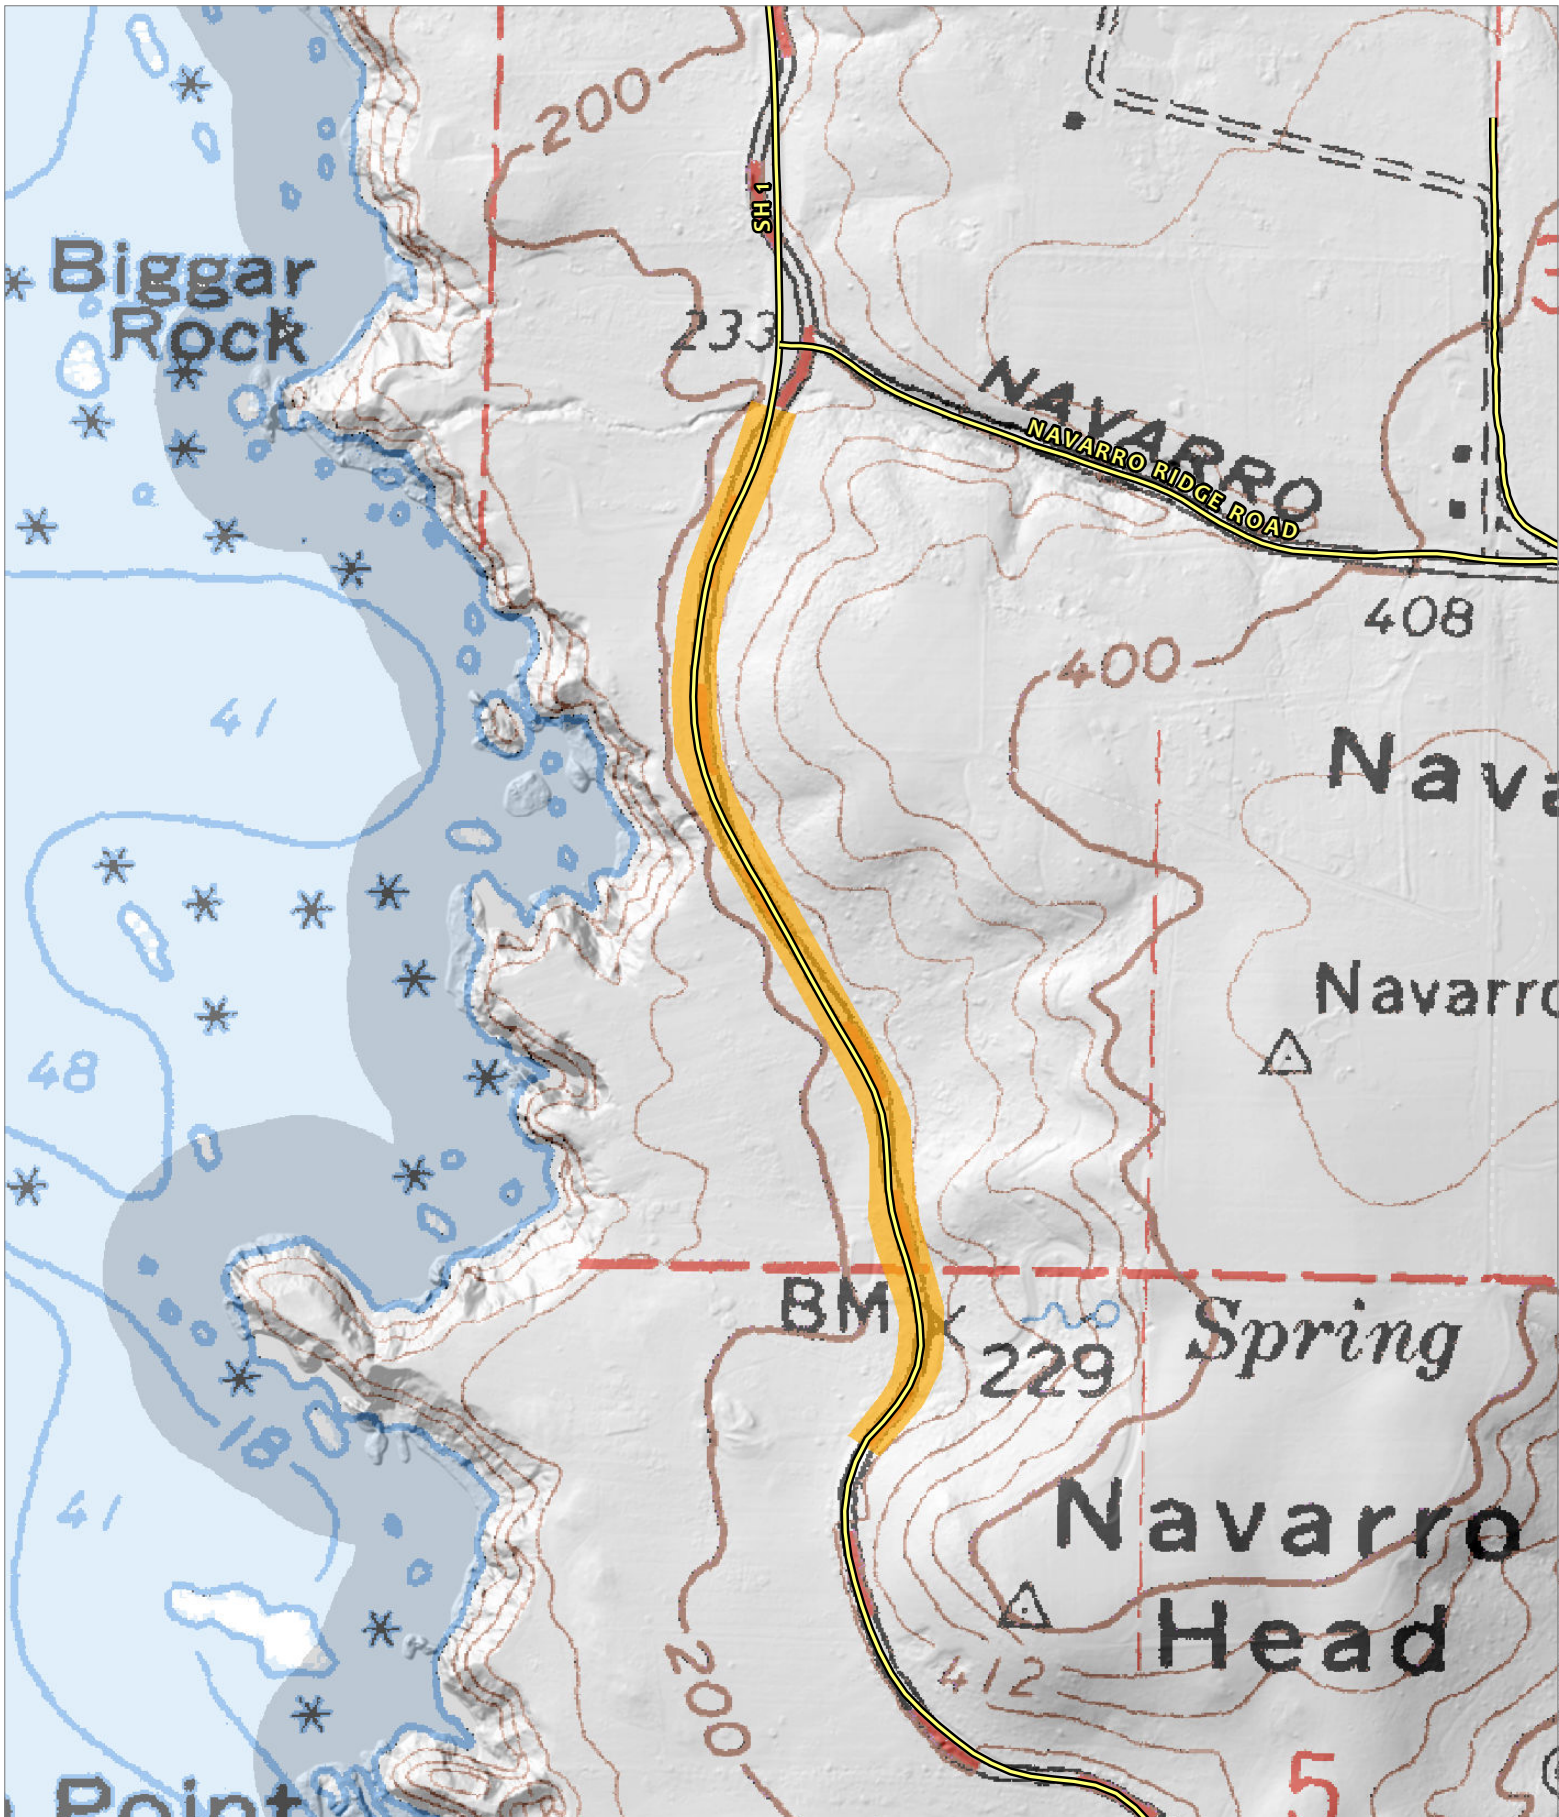 200
SH 1
Biggar
Rock
233
NAVARRO
NAVARRO RIDGE ROAD
408
400
41
Nava
Navarro
48
BM
229
Spring
18
41
Navarro
Head
412
200
5
Point